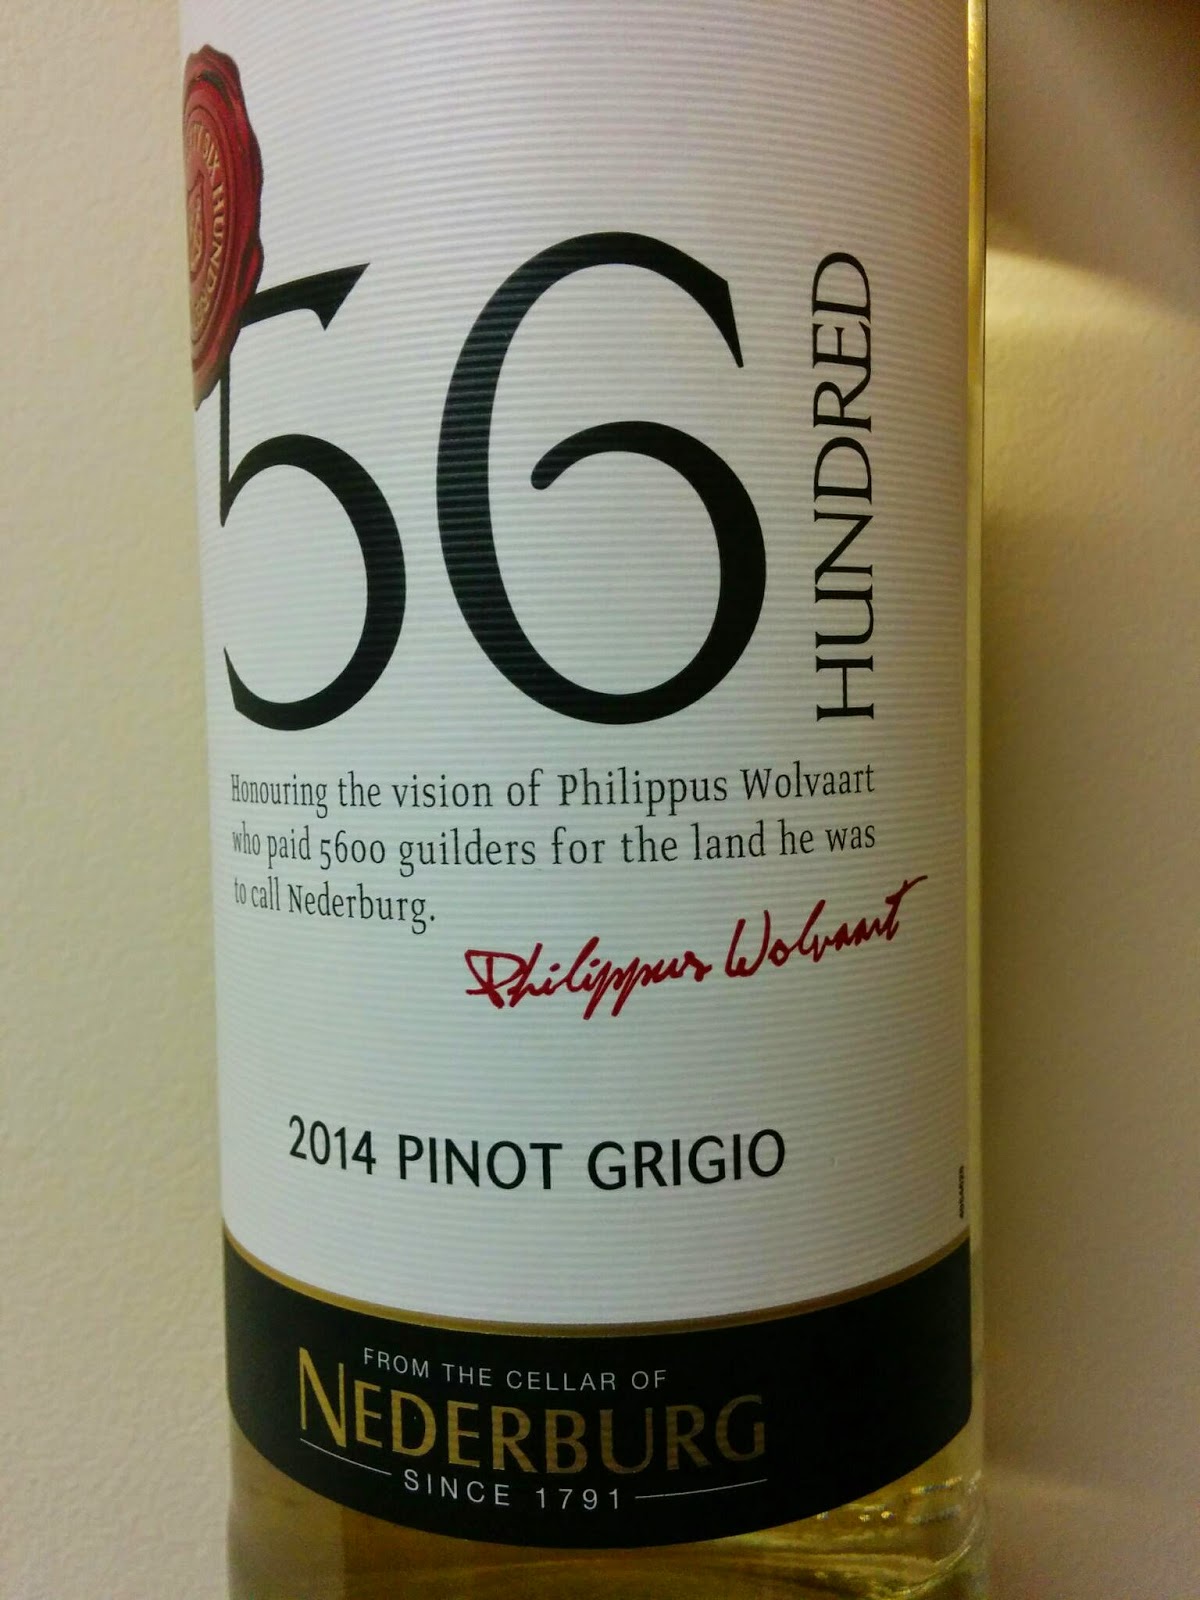 56
HUNDRED
Honouring the vision of Philippus Wolvaart
who paid 5600 guilders for the land he was
to call Nederburg.
Philippus Wolvaart
2014 PINOT GRIGIO
FROM THE CELLAR OF
NEDERBURG
SINCE 1791